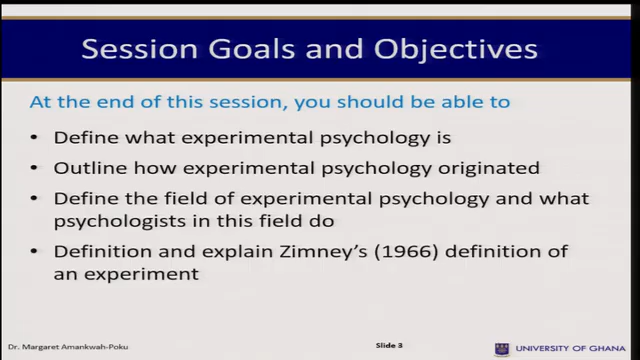 Session Goals and Objectives
At the end of this session, you should be able to
• Define what experimental psychology is
• Outline how experimental psychology originated
• Define the field of experimental psychology and what
psychologists in this field do
• Definition and explain Zimney's (1966) definition of
an experiment
Dr. Margaret Amankwah-Poku
Slide 3
UNIVERSITY OF GHANA